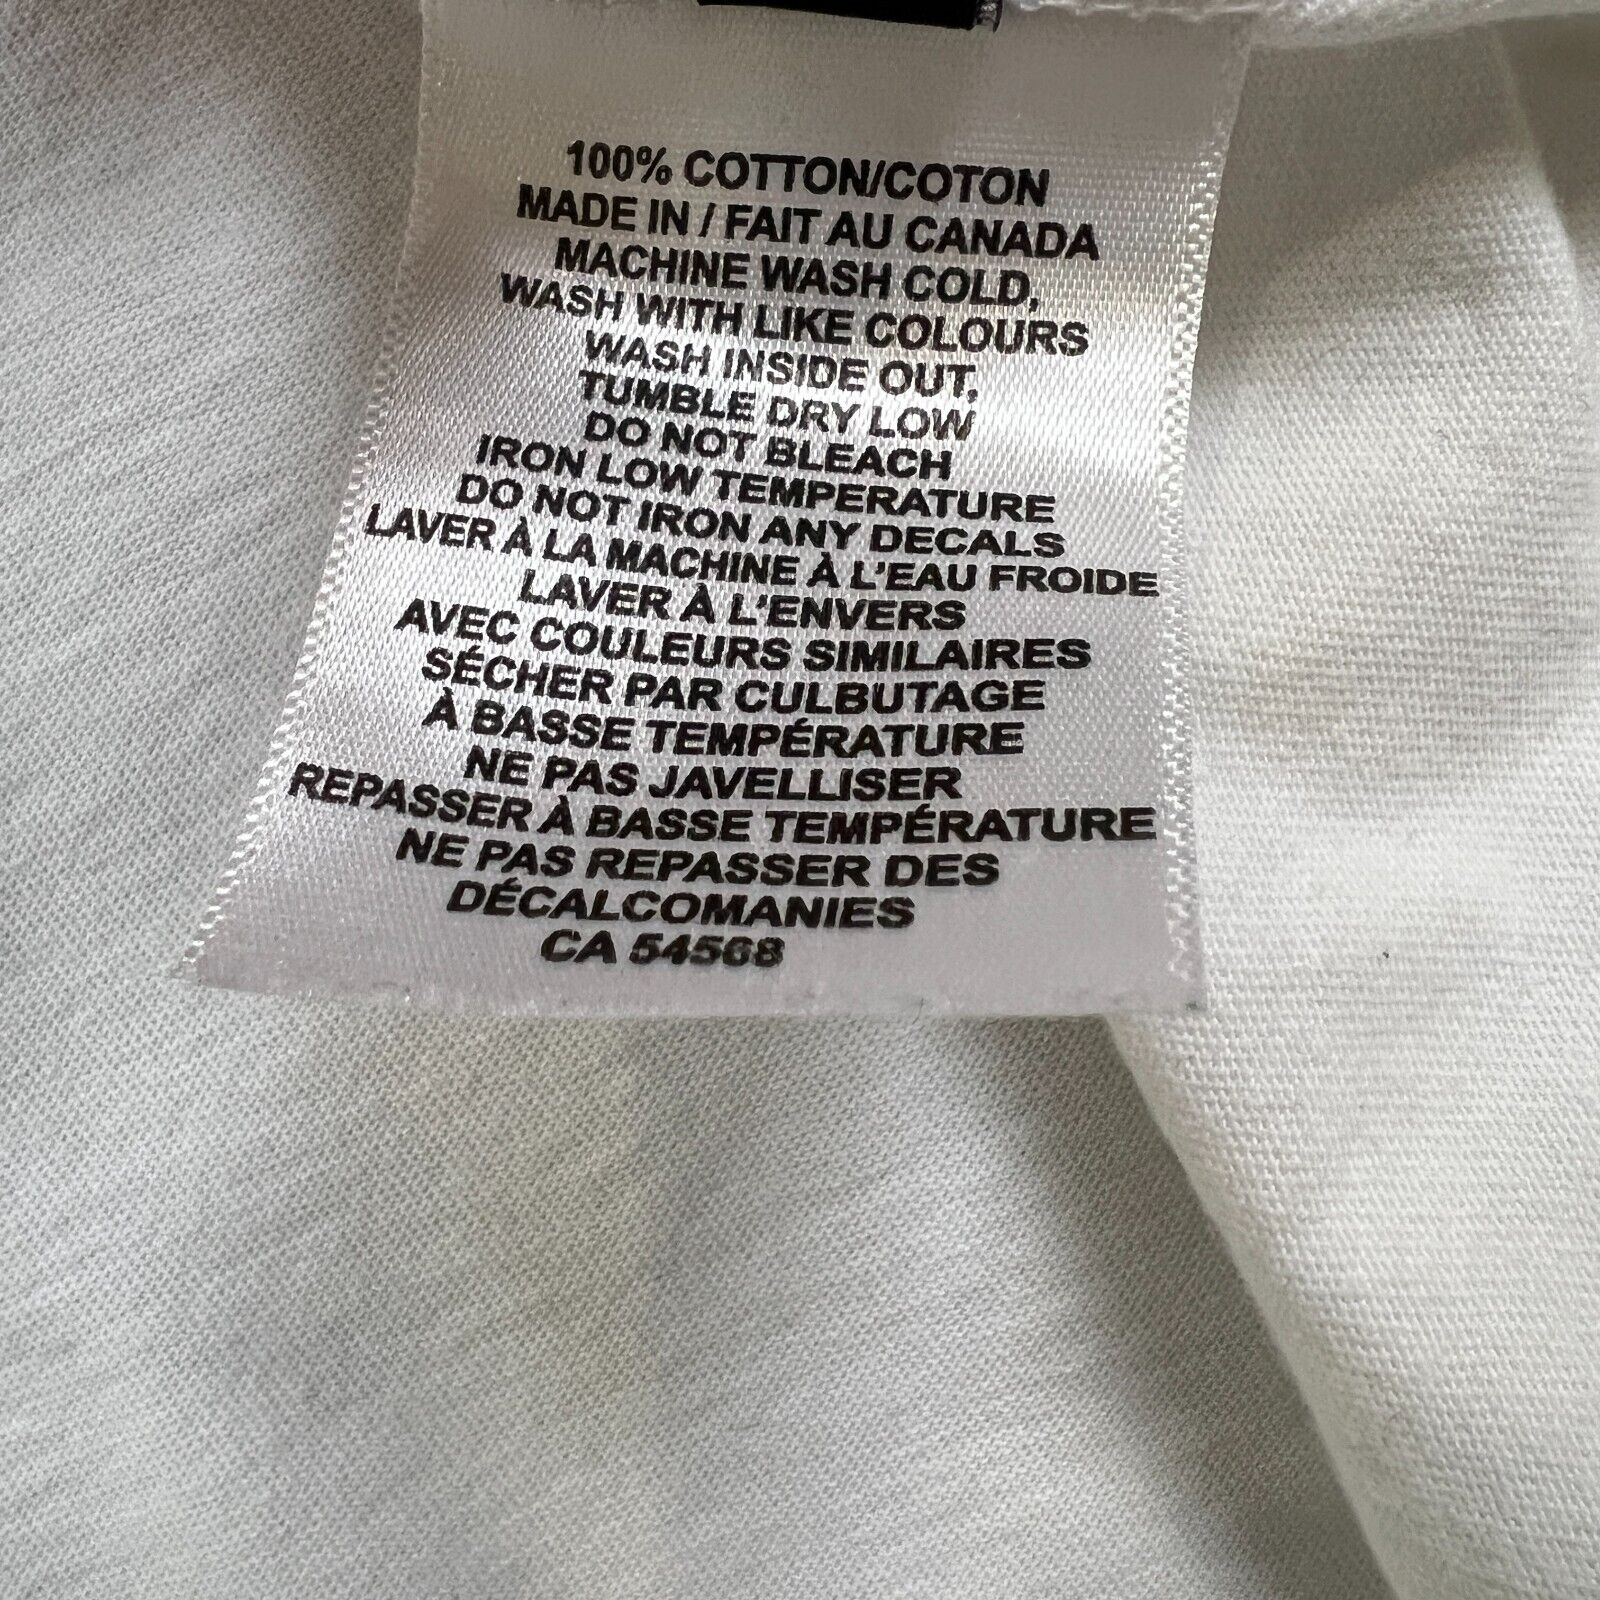 100% COTTON/COTON
MADE IN / FAIT AU CANADA
MACHINE WASH COLD,
WASH WITH LIKE COLOURS
WASH INSIDE OUT,
TUMBLE DRY LOW
DO NOT BLEACH
IRON LOW TEMPERATURE
DO NOT IRON ANY DECALS
LAVER À LA MACHINE À L'EAU FROIDE
LAVER À L'ENVERS
AVEC COULEURS SIMILAIRES
SÉCHER PAR CULBUTAGE
À BASSE TEMPÉRATURE
NE PAS JAVELLISER
REPASSER À BASSE TEMPÉRATURE
NE PAS REPASSER DES
DÉCALCOMANIES
CA 54568